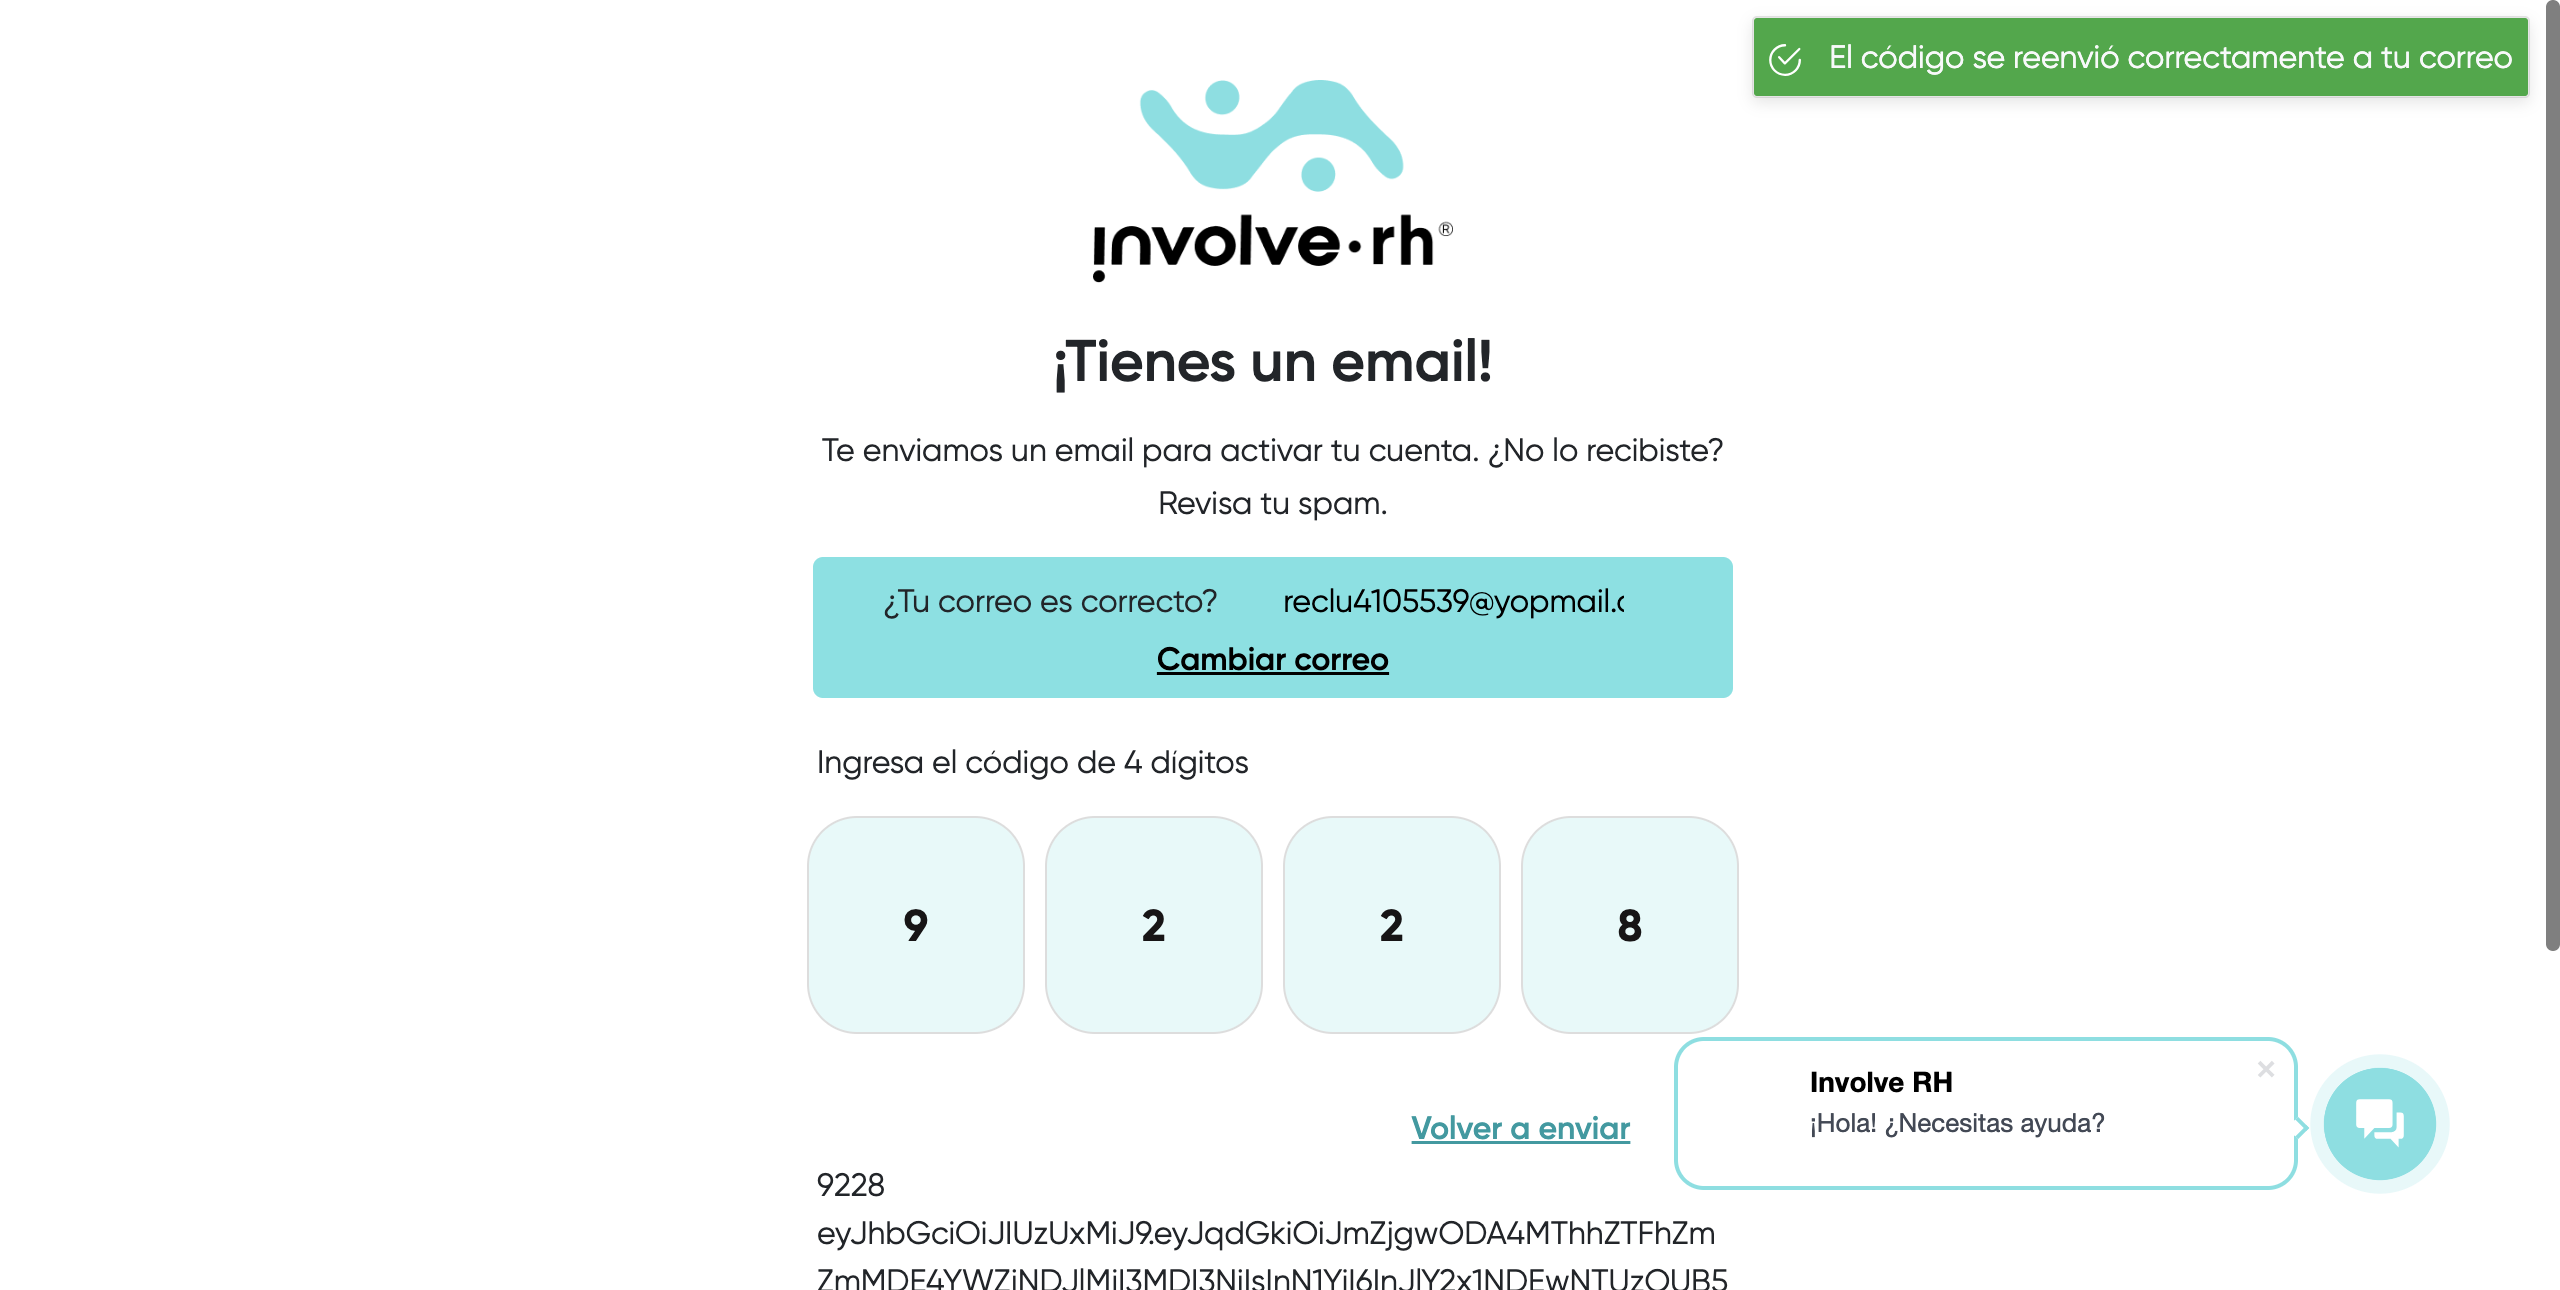 El código se reenvió correctamente a tu correo
involve·rh®
¡Tienes un email!
Te enviamos un email para activar tu cuenta. ¿No lo recibiste?
Revisa tu spam.
¿Tu correo es correcto? reclu4105539@yopmail.c
Cambiar correo
Ingresa el código de 4 dígitos
9 2 2 8
Volver a enviar
Involve RH
¡Hola! ¿Necesitas ayuda?
9228
eyJhbGciOiJIUzUxMiJ9.eyJqdGkiOiJmZjgwODA4MThhZTFhZm
ZmMDE4YWZiNDJlMjI3MDI3NiIsInN1YiI6InJlY2x1NDEwNTUzOUB5